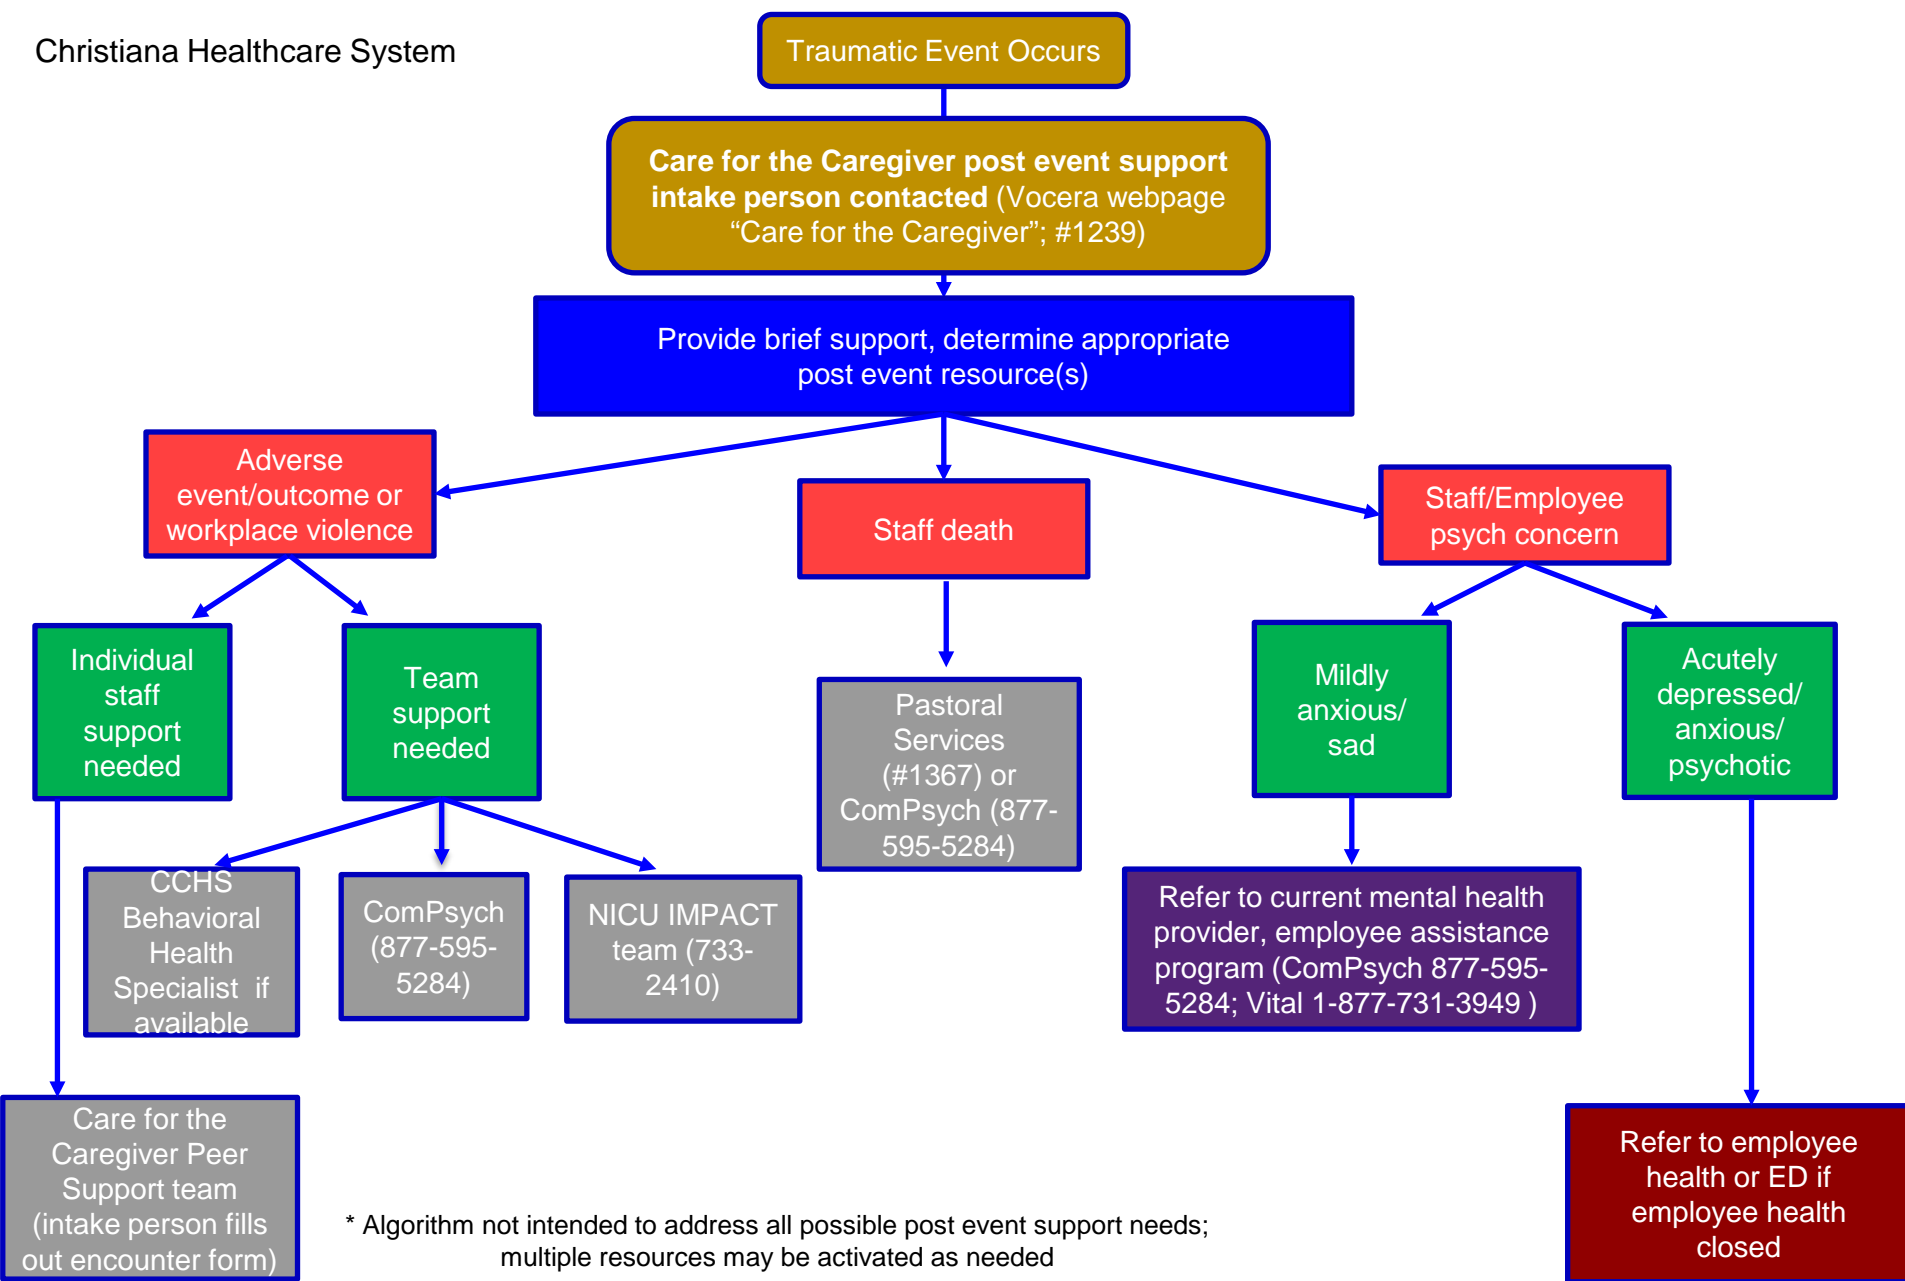 Christiana Healthcare System
Traumatic Event Occurs
Care for the Caregiver post event support
intake person contacted (Vocera webpage
“Care for the Caregiver”; #1239)
Provide brief support, determine appropriate
post event resource(s)
Adverse
event/outcome or
workplace violence
Staff death
Staff/Employee
psych concern
Individual
staff
support
needed
Team
support
needed
Pastoral
Services
(#1367) or
ComPsych (877-
595-5284)
Mildly
anxious/
sad
Acutely
depressed/
anxious/
psychotic
CCHS
Behavioral
Health
Specialist if
available
ComPsych
(877-595-
5284)
NICU IMPACT
team (733-
2410)
Refer to current mental health
provider, employee assistance
program (ComPsych 877-595-
5284; Vital 1-877-731-3949 )
Care for the
Caregiver Peer
Support team
(intake person fills
out encounter form)
Refer to employee
health or ED if
employee health
closed
* Algorithm not intended to address all possible post event support needs;
multiple resources may be activated as needed